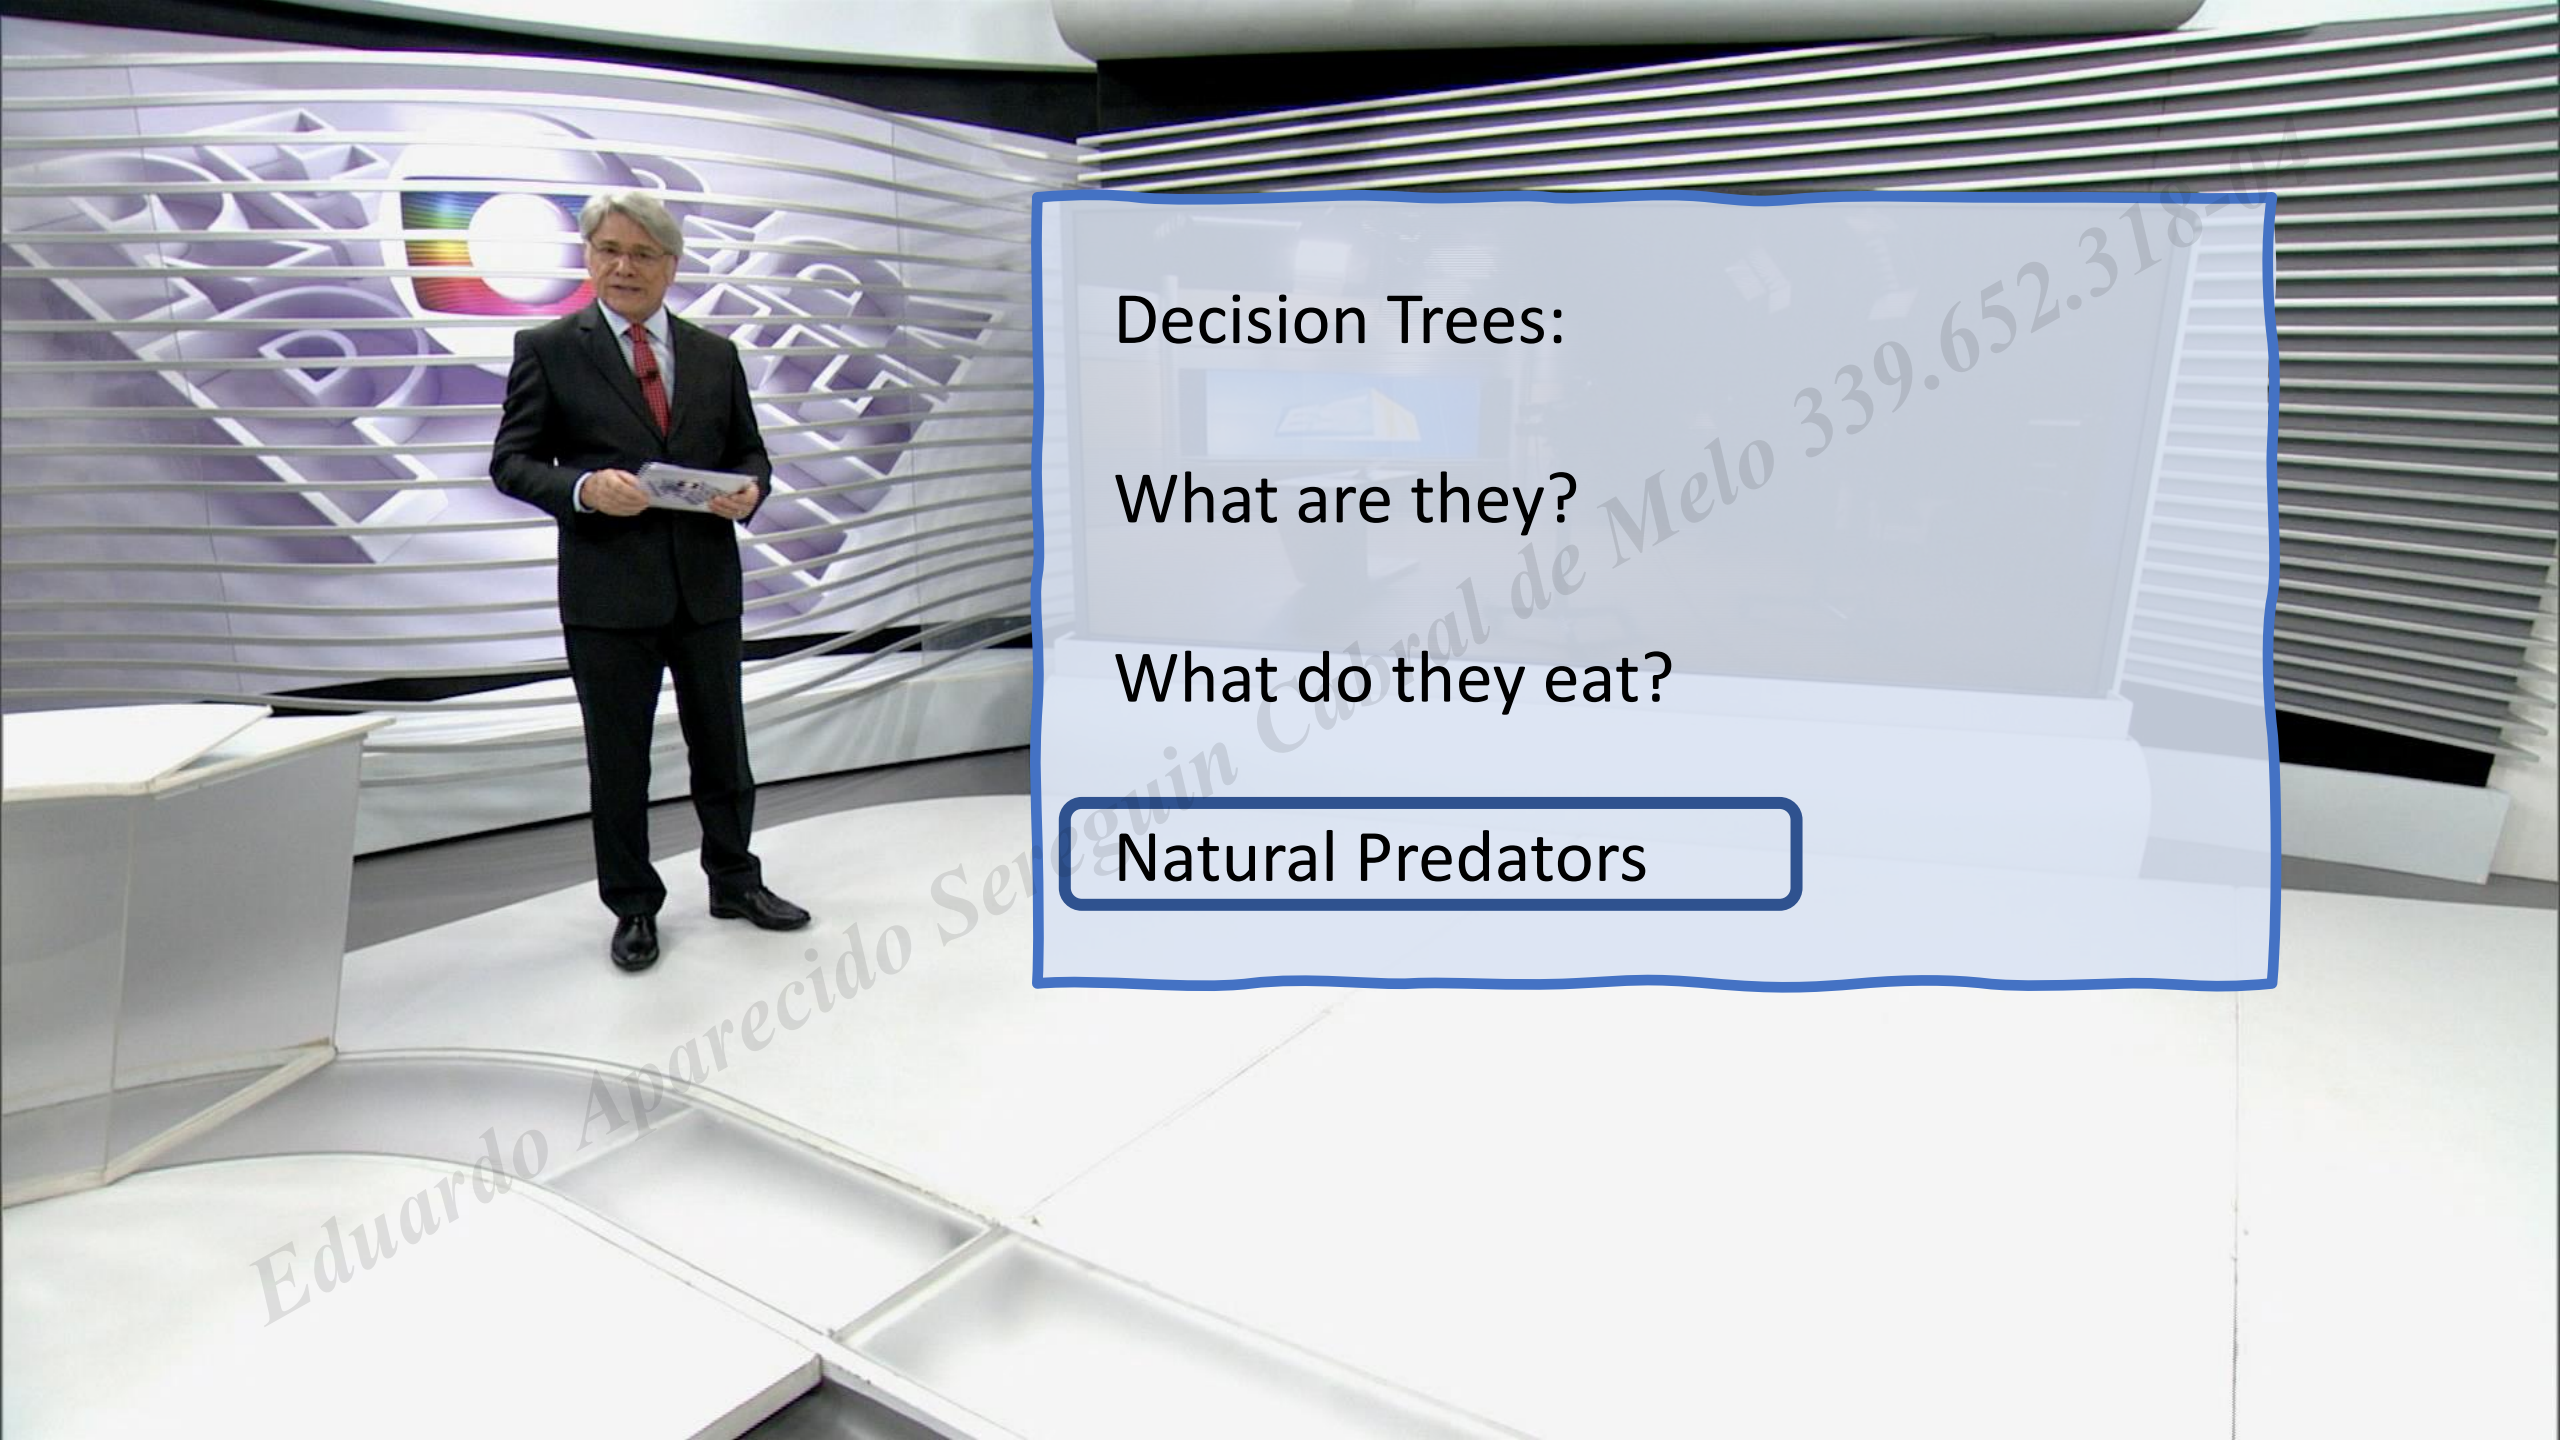 Decision Trees:
What are they?
What do they eat?
Natural Predators
Eduardo Aparecido Sereguin Cabral de Melo 339.652.318-04